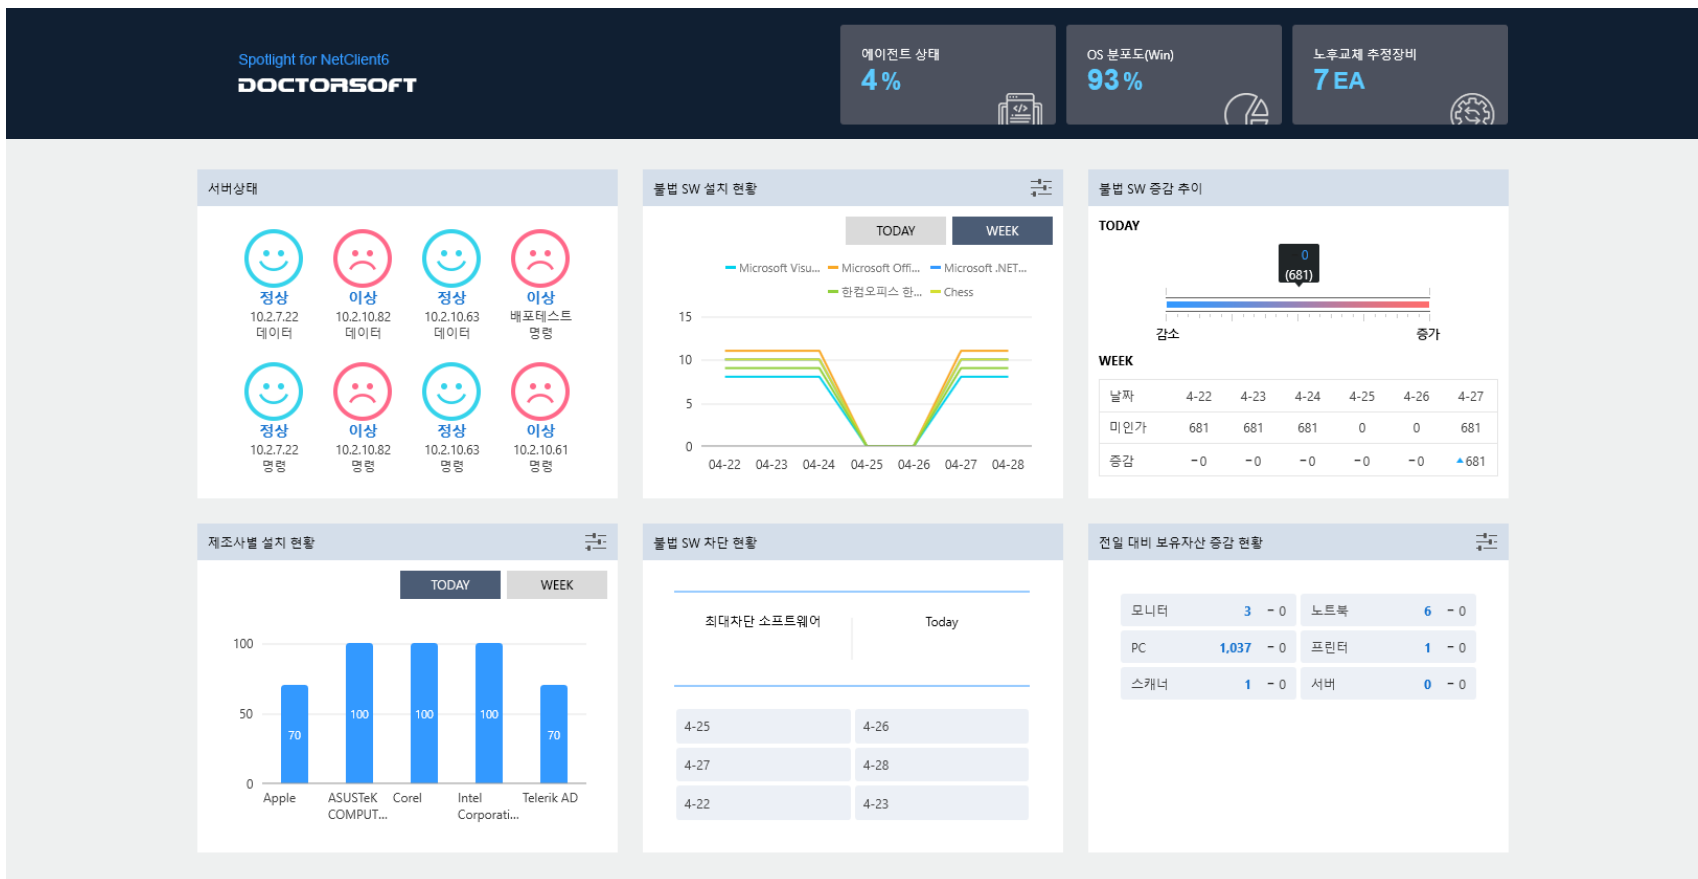 Spotlight for NetClient6
DOCTORSOFT
에이전트 상태
4 %
OS 분포도(Win)
93 %
노후교체 추정장비
7 EA
서버상태
정상 이상 정상 이상
10.2.7.22 10.2.10.82 10.2.10.63 배포테스트
데이터 데이터 데이터 명령
정상 이상 정상 이상
10.2.7.22 10.2.10.82 10.2.10.63 10.2.10.61
명령 명령 명령 명령
불법 SW 설치 현황
TODAY WEEK
Microsoft Visu... Microsoft Offi... Microsoft .NET...
한컴오피스 한... Chess
15
10
5
0
04-22 04-23 04-24 04-25 04-26 04-27 04-28
불법 SW 증감 추이
TODAY
0
(681)
감소 증가
WEEK
날짜 4-22 4-23 4-24 4-25 4-26 4-27
미인가 681 681 681 0 0 681
증감 -0 -0 -0 -0 -0 ▲681
제조사별 설치 현황
TODAY WEEK
100
50
0
70 100 100 100 70
Apple ASUSTeK Corel Intel Telerik AD
COMPUT... Corporati...
불법 SW 차단 현황
최대차단 소프트웨어 Today
4-25 4-26
4-27 4-28
4-22 4-23
전일 대비 보유자산 증감 현황
모니터 3 - 0 노트북 6 - 0
PC 1,037 - 0 프린터 1 - 0
스캐너 1 - 0 서버 0 - 0